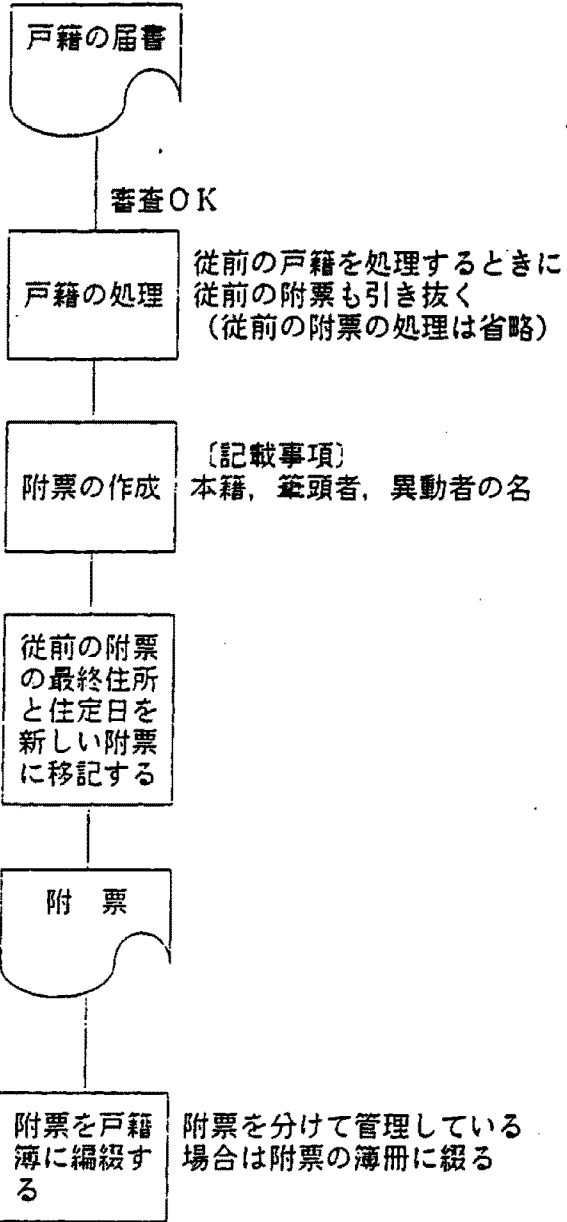 戸籍の届書
審査OK
戸籍の処理
従前の戸籍を処理するときに
従前の附票も引き抜く
（従前の附票の処理は省略）
附票の作成
〔記載事項〕
本籍，筆頭者，異動者の名
従前の附票
の最終住所
と住定日を
新しい附票
に移記する
附　票
附票を戸籍
簿に編綴す
る
附票を分けて管理している
場合は附票の簿冊に綴る